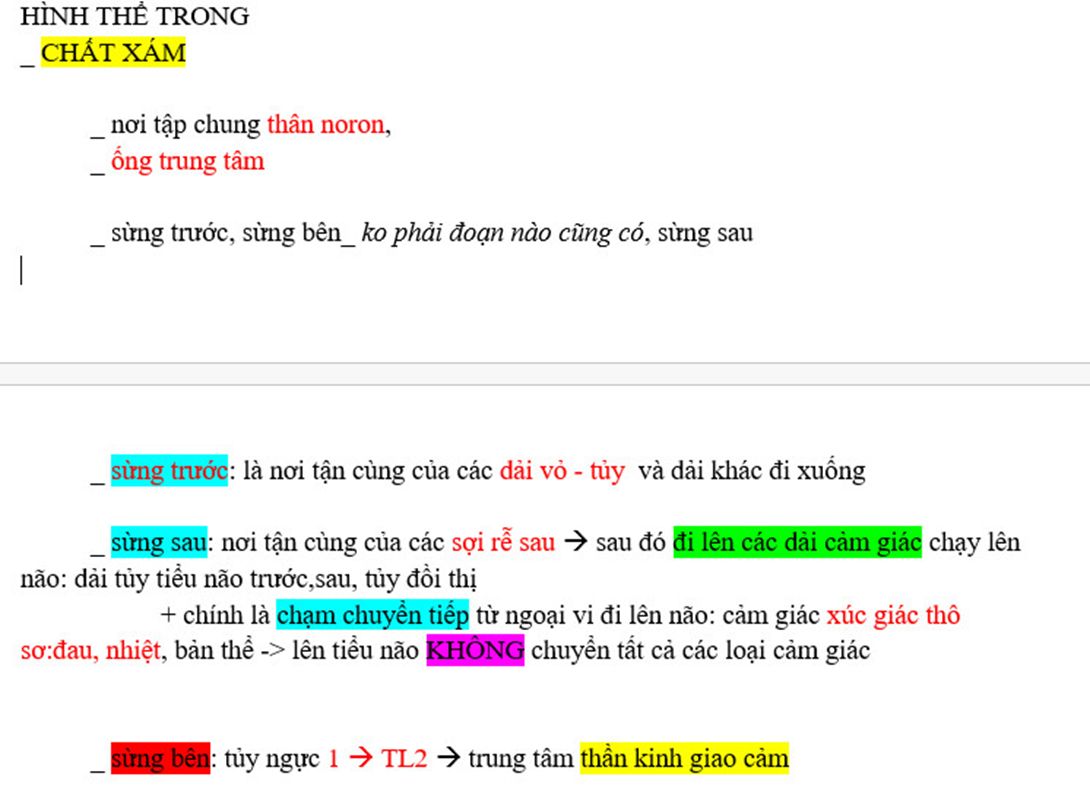 HÌNH THỂ TRONG
_ CHẤT XÁM
_ nơi tập chung thân noron,
_ ống trung tâm
_ sừng trước, sừng bên_ ko phải đoạn nào cũng có, sừng sau
_ sừng trước: là nơi tận cùng của các dải vỏ - tủy và dải khác đi xuống
_ sừng sau: nơi tận cùng của các sợi rễ sau → sau đó đi lên các dải cảm giác chạy lên
não: dải tủy tiểu não trước,sau, tủy đồi thị
+ chính là chạm chuyển tiếp từ ngoại vi đi lên não: cảm giác xúc giác thô
sơ:đau, nhiệt, bản thể -> lên tiểu não KHÔNG chuyển tất cả các loại cảm giác
_ sừng bên: tủy ngực 1 → TL2 → trung tâm thần kinh giao cảm